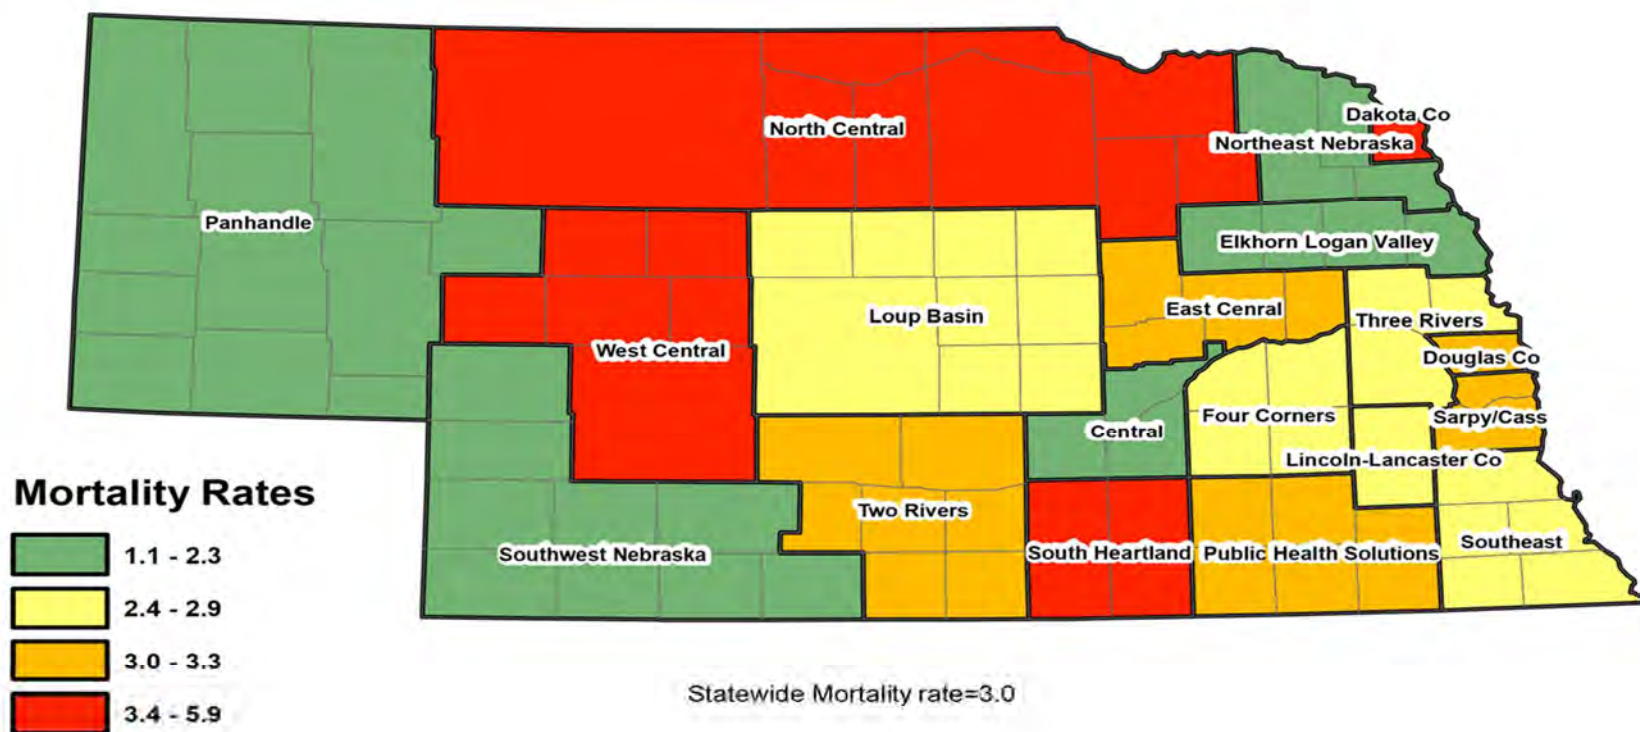 Dakota Co
North Central
Northeast Nebraska
Panhandle
Elkhorn Logan Valley
East Cenral
Loup Basin
Three Rivers
West Central
Douglas Co
Four Corners
Sarpy/Cass
Central
Lincoln-Lancaster Co
Mortality Rates
Two Rivers
Southeast
Southwest Nebraska
South Heartland
Public Health Solutions
1.1 - 2.3
2.4 - 2.9
3.0 - 3.3
3.4 - 5.9
Statewide Mortality rate=3.0